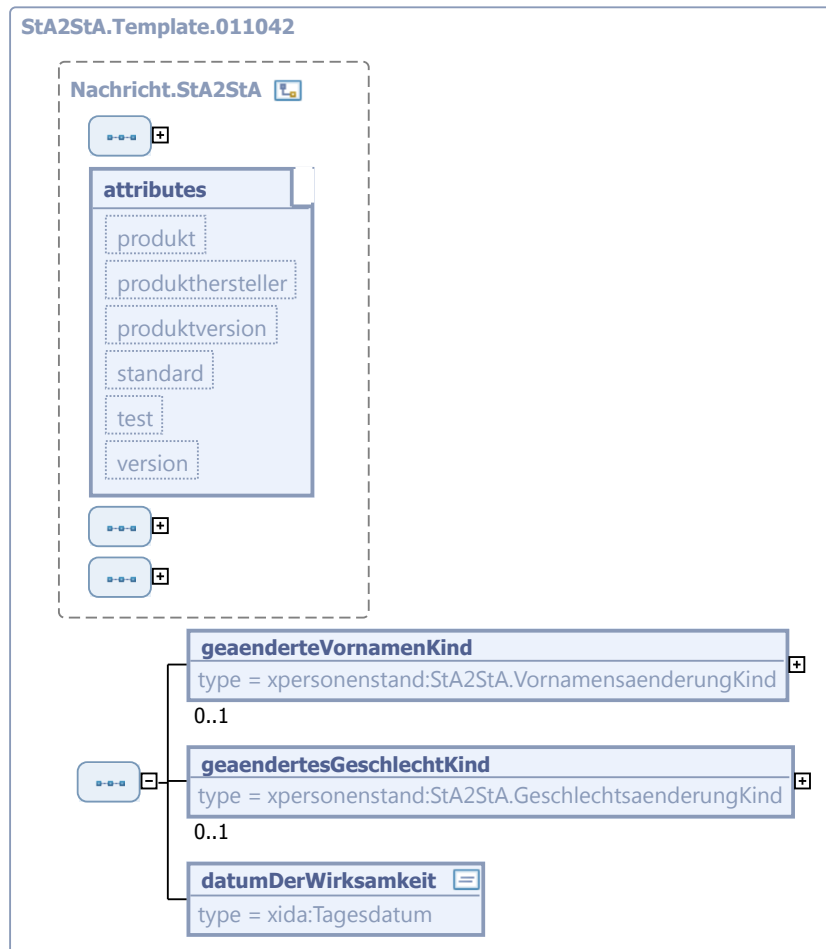 StA2StA.Template.011042
Nachricht.StA2StA
attributes
produkt
produkthersteller
produktversion
standard
test
version
geaenderteVornamenKind
type = xpersonenstand:StA2StA.VornamensaenderungKind
0..1
geaendertesGeschlechtKind
type = xpersonenstand:StA2StA.GeschlechtsaenderungKind
0..1
datumDerWirksamkeit
type = xida:Tagesdatum